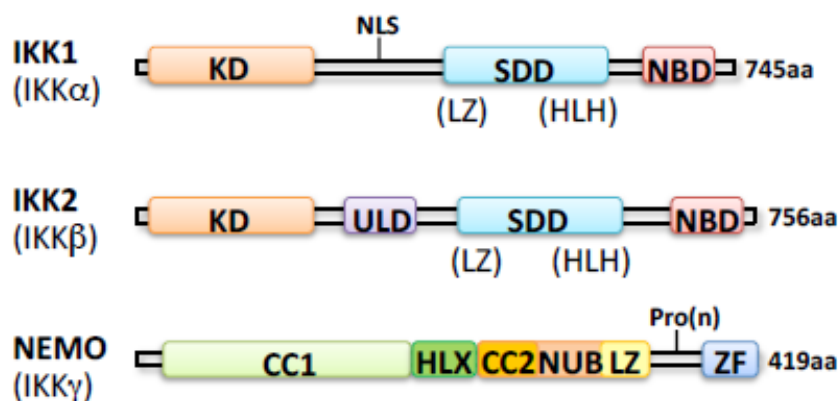 NLS
IKK1 KD SDD NBD 745aa
(IKKα) (LZ) (HLH)
IKK2 KD ULD SDD NBD 756aa
(IKKβ) (LZ) (HLH)
Pro(n)
NEMO CC1 HLX CC2 NUB LZ ZF 419aa
(IKKγ)